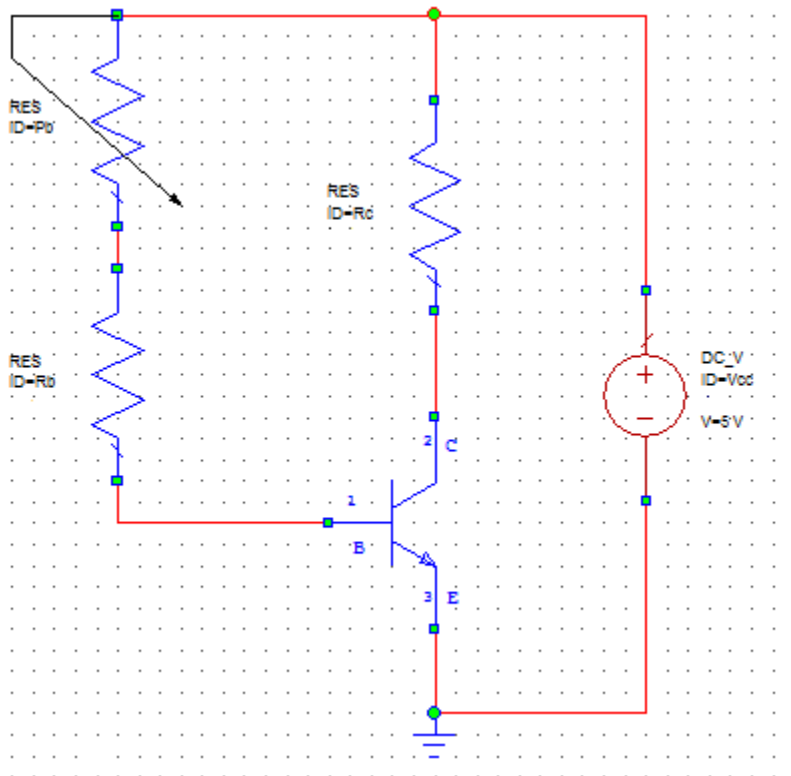 RES
ID=Pb
RES
ID=Rc
RES
ID=Rb
DC_V
ID=Vcc
V=5 V
+
−
2 C
1
B
3 E